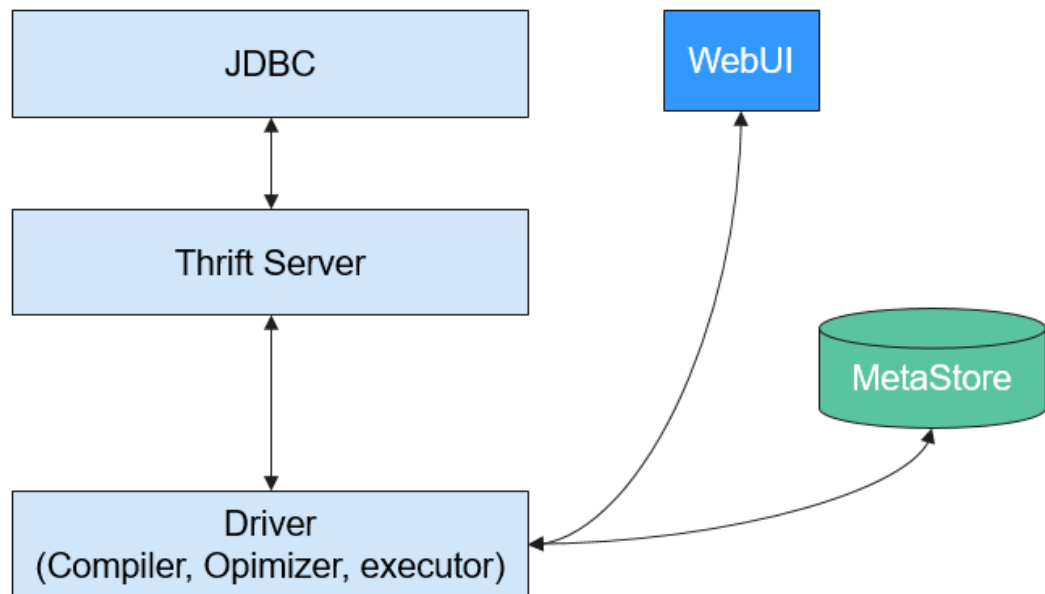 JDBC
WebUI
Thrift Server
MetaStore
Driver
(Compiler, Opimizer, executor)